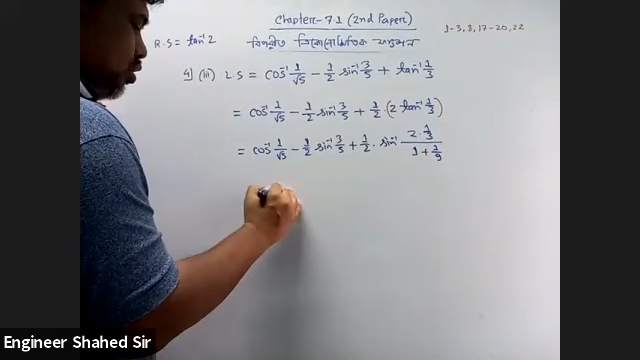 Chapter-7.1 (2nd Paper)
1-3, 8, 17-20, 22
R.S = tan⁻¹ 2
বিপরীত ত্রিকোণোমিতিক ফাংশন
4| (iii) L.S = cos⁻¹ 1/√5 − 1/2 sin⁻¹ 3/5 + tan⁻¹ 1/3
= cos⁻¹ 1/√5 − 1/2 sin⁻¹ 3/5 + 1/2 · (2 tan⁻¹ 1/3)
= cos⁻¹ 1/√5 − 1/2 sin⁻¹ 3/5 + 1/2 · sin⁻¹ (2 · 1/3)/(1 + 1/9)
Engineer Shahed Sir